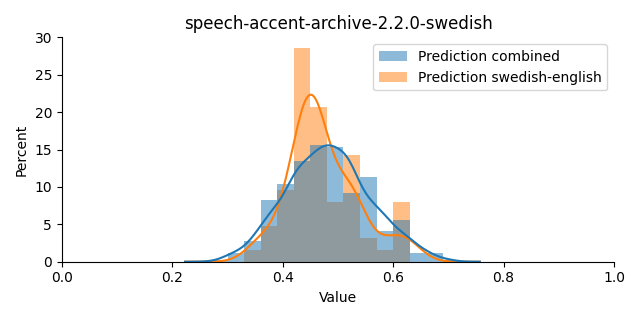 speech-accent-archive-2.2.0-swedish
Prediction combined
Prediction swedish-english
Percent
30
25
20
15
10
5
0
0.0 0.2 0.4 0.6 0.8 1.0
Value